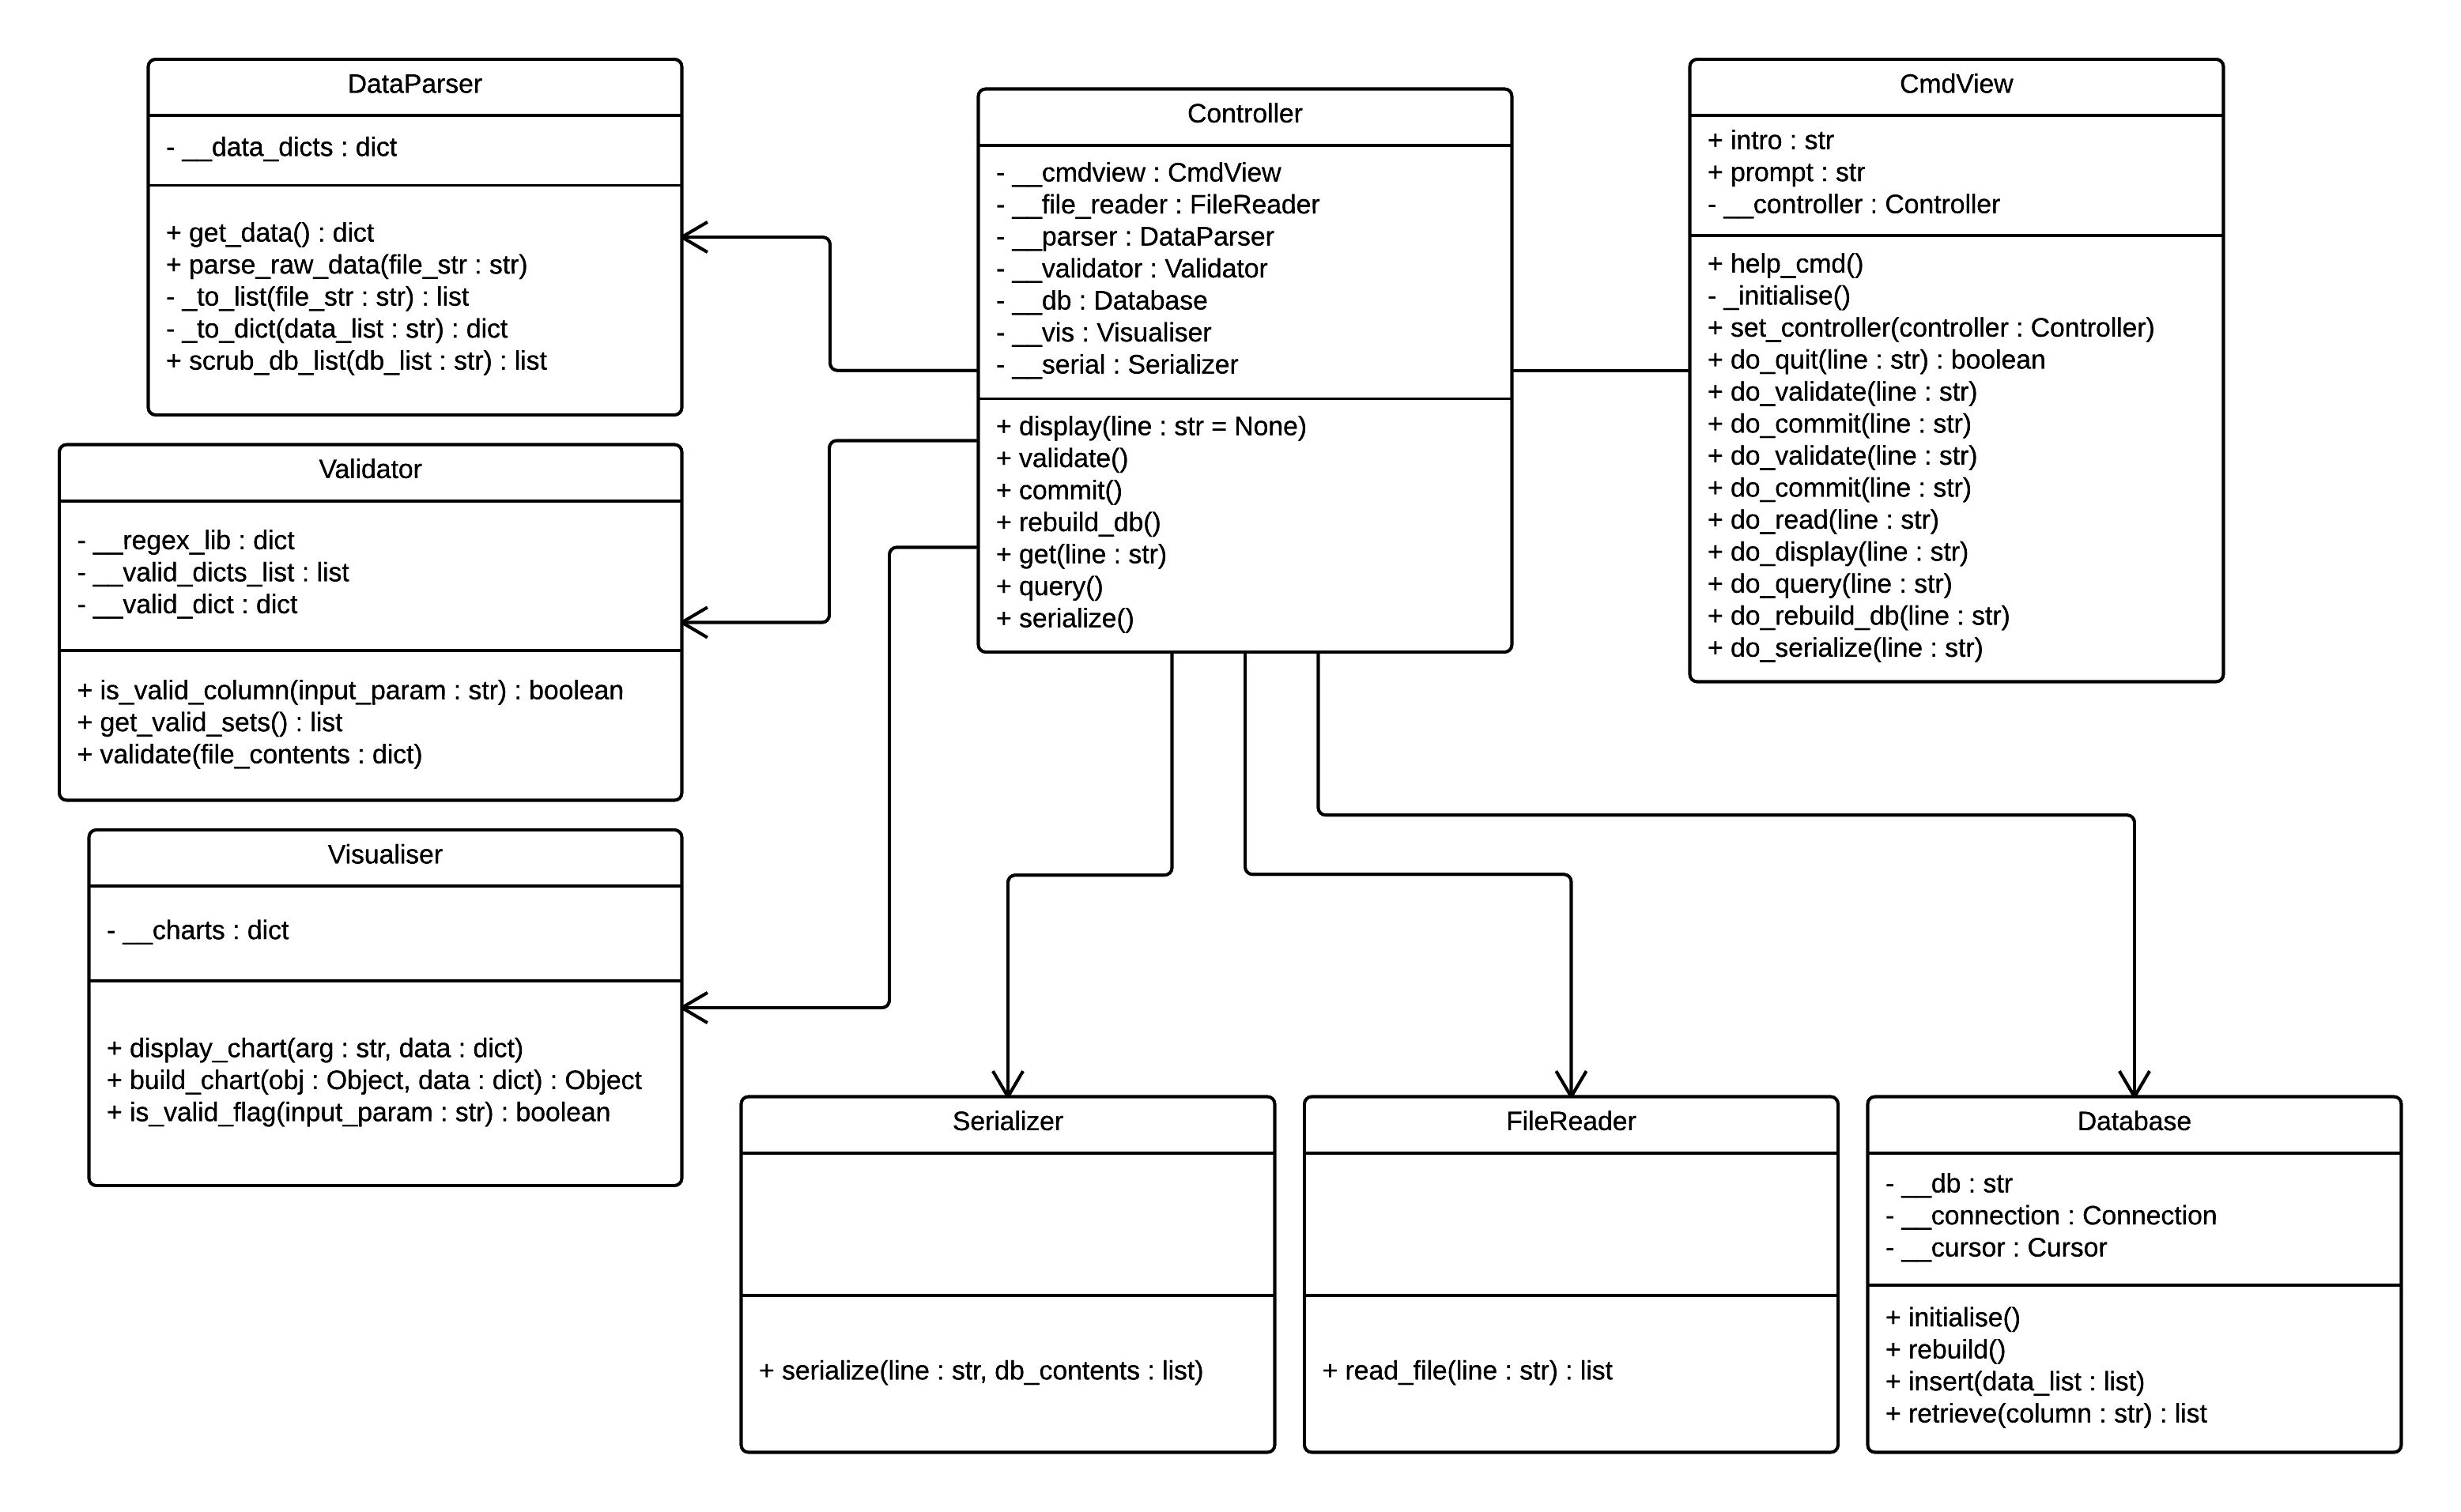 DataParser
- __data_dicts : dict
+ get_data() : dict
+ parse_raw_data(file_str : str)
- _to_list(file_str : str) : list
- _to_dict(data_list : str) : dict
+ scrub_db_list(db_list : str) : list
Validator
- __regex_lib : dict
- __valid_dicts_list : list
- __valid_dict : dict
+ is_valid_column(input_param : str) : boolean
+ get_valid_sets() : list
+ validate(file_contents : dict)
Visualiser
- __charts : dict
+ display_chart(arg : str, data : dict)
+ build_chart(obj : Object, data : dict) : Object
+ is_valid_flag(input_param : str) : boolean
Controller
- __cmdview : CmdView
- __file_reader : FileReader
- __parser : DataParser
- __validator : Validator
- __db : Database
- __vis : Visualiser
- __serial : Serializer
+ display(line : str = None)
+ validate()
+ commit()
+ rebuild_db()
+ get(line : str)
+ query()
+ serialize()
CmdView
+ intro : str
+ prompt : str
- __controller : Controller
+ help_cmd()
- _initialise()
+ set_controller(controller : Controller)
+ do_quit(line : str) : boolean
+ do_validate(line : str)
+ do_commit(line : str)
+ do_validate(line : str)
+ do_commit(line : str)
+ do_read(line : str)
+ do_display(line : str)
+ do_query(line : str)
+ do_rebuild_db(line : str)
+ do_serialize(line : str)
Serializer
+ serialize(line : str, db_contents : list)
FileReader
+ read_file(line : str) : list
Database
- __db : str
- __connection : Connection
- __cursor : Cursor
+ initialise()
+ rebuild()
+ insert(data_list : list)
+ retrieve(column : str) : list